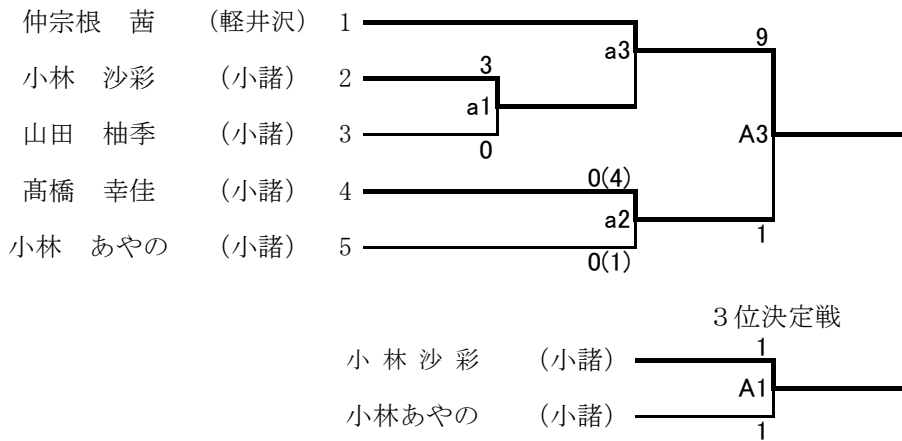 仲宗根　茜　（軽井沢）　1
小林　沙彩　（小諸）　2
山田　柚季　（小諸）　3
髙橋　幸佳　（小諸）　4
小林　あやの　（小諸）　5
a3
9
3
a1
0
A3
0(4)
a2
0(1)
1
３位決定戦
小 林 沙 彩　（小諸）
1
A1
小林あやの　（小諸）
1